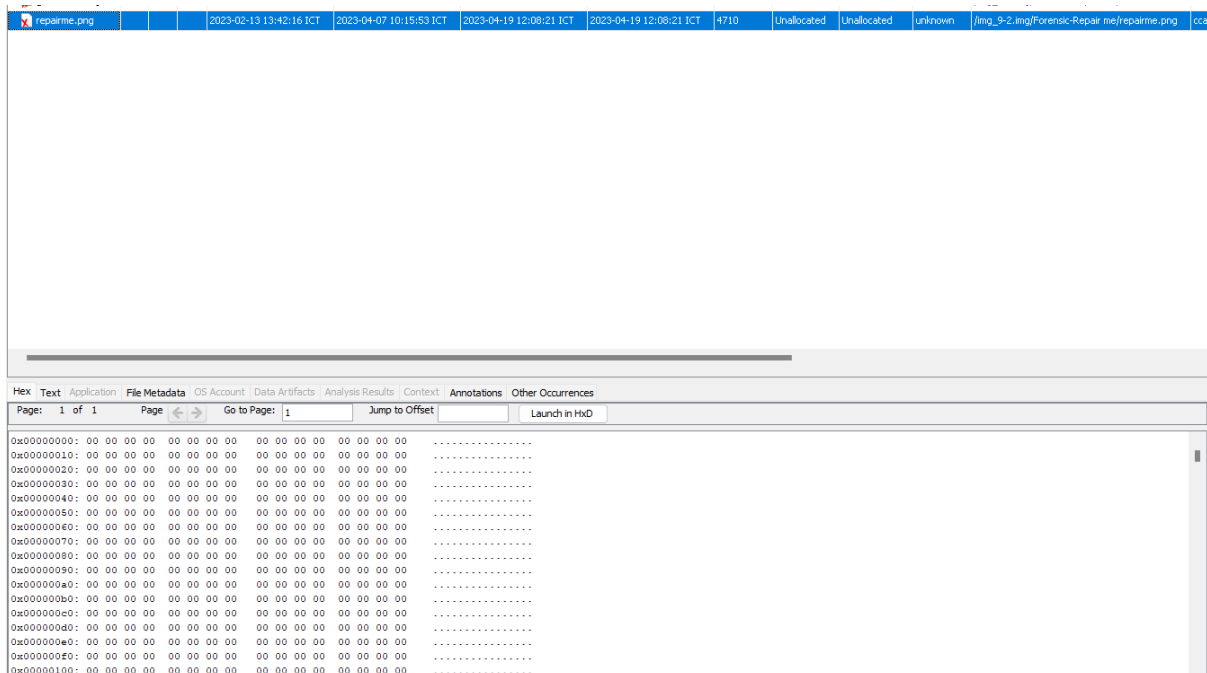 repairme.png 2023-02-13 13:42:16 ICT 2023-04-07 10:15:53 ICT 2023-04-19 12:08:21 ICT 2023-04-19 12:08:21 ICT 4710 Unallocated Unallocated unknown /img_9-2.img/Forensic-Repair me/repairme.png cca
Hex Text Application File Metadata OS Account Data Artifacts Analysis Results Context Annotations Other Occurrences
Page: 1 of 1 Page Go to Page: 1 Jump to Offset Launch in HxD
0x00000000: 00 00 00 00 00 00 00 00 00 00 00 00 00 00 00 00 ................
0x00000010: 00 00 00 00 00 00 00 00 00 00 00 00 00 00 00 00 ................
0x00000020: 00 00 00 00 00 00 00 00 00 00 00 00 00 00 00 00 ................
0x00000030: 00 00 00 00 00 00 00 00 00 00 00 00 00 00 00 00 ................
0x00000040: 00 00 00 00 00 00 00 00 00 00 00 00 00 00 00 00 ................
0x00000050: 00 00 00 00 00 00 00 00 00 00 00 00 00 00 00 00 ................
0x00000060: 00 00 00 00 00 00 00 00 00 00 00 00 00 00 00 00 ................
0x00000070: 00 00 00 00 00 00 00 00 00 00 00 00 00 00 00 00 ................
0x00000080: 00 00 00 00 00 00 00 00 00 00 00 00 00 00 00 00 ................
0x00000090: 00 00 00 00 00 00 00 00 00 00 00 00 00 00 00 00 ................
0x000000a0: 00 00 00 00 00 00 00 00 00 00 00 00 00 00 00 00 ................
0x000000b0: 00 00 00 00 00 00 00 00 00 00 00 00 00 00 00 00 ................
0x000000c0: 00 00 00 00 00 00 00 00 00 00 00 00 00 00 00 00 ................
0x000000d0: 00 00 00 00 00 00 00 00 00 00 00 00 00 00 00 00 ................
0x000000e0: 00 00 00 00 00 00 00 00 00 00 00 00 00 00 00 00 ................
0x000000f0: 00 00 00 00 00 00 00 00 00 00 00 00 00 00 00 00 ................
0x00000100: 00 00 00 00 00 00 00 00 00 00 00 00 00 00 00 00 ................